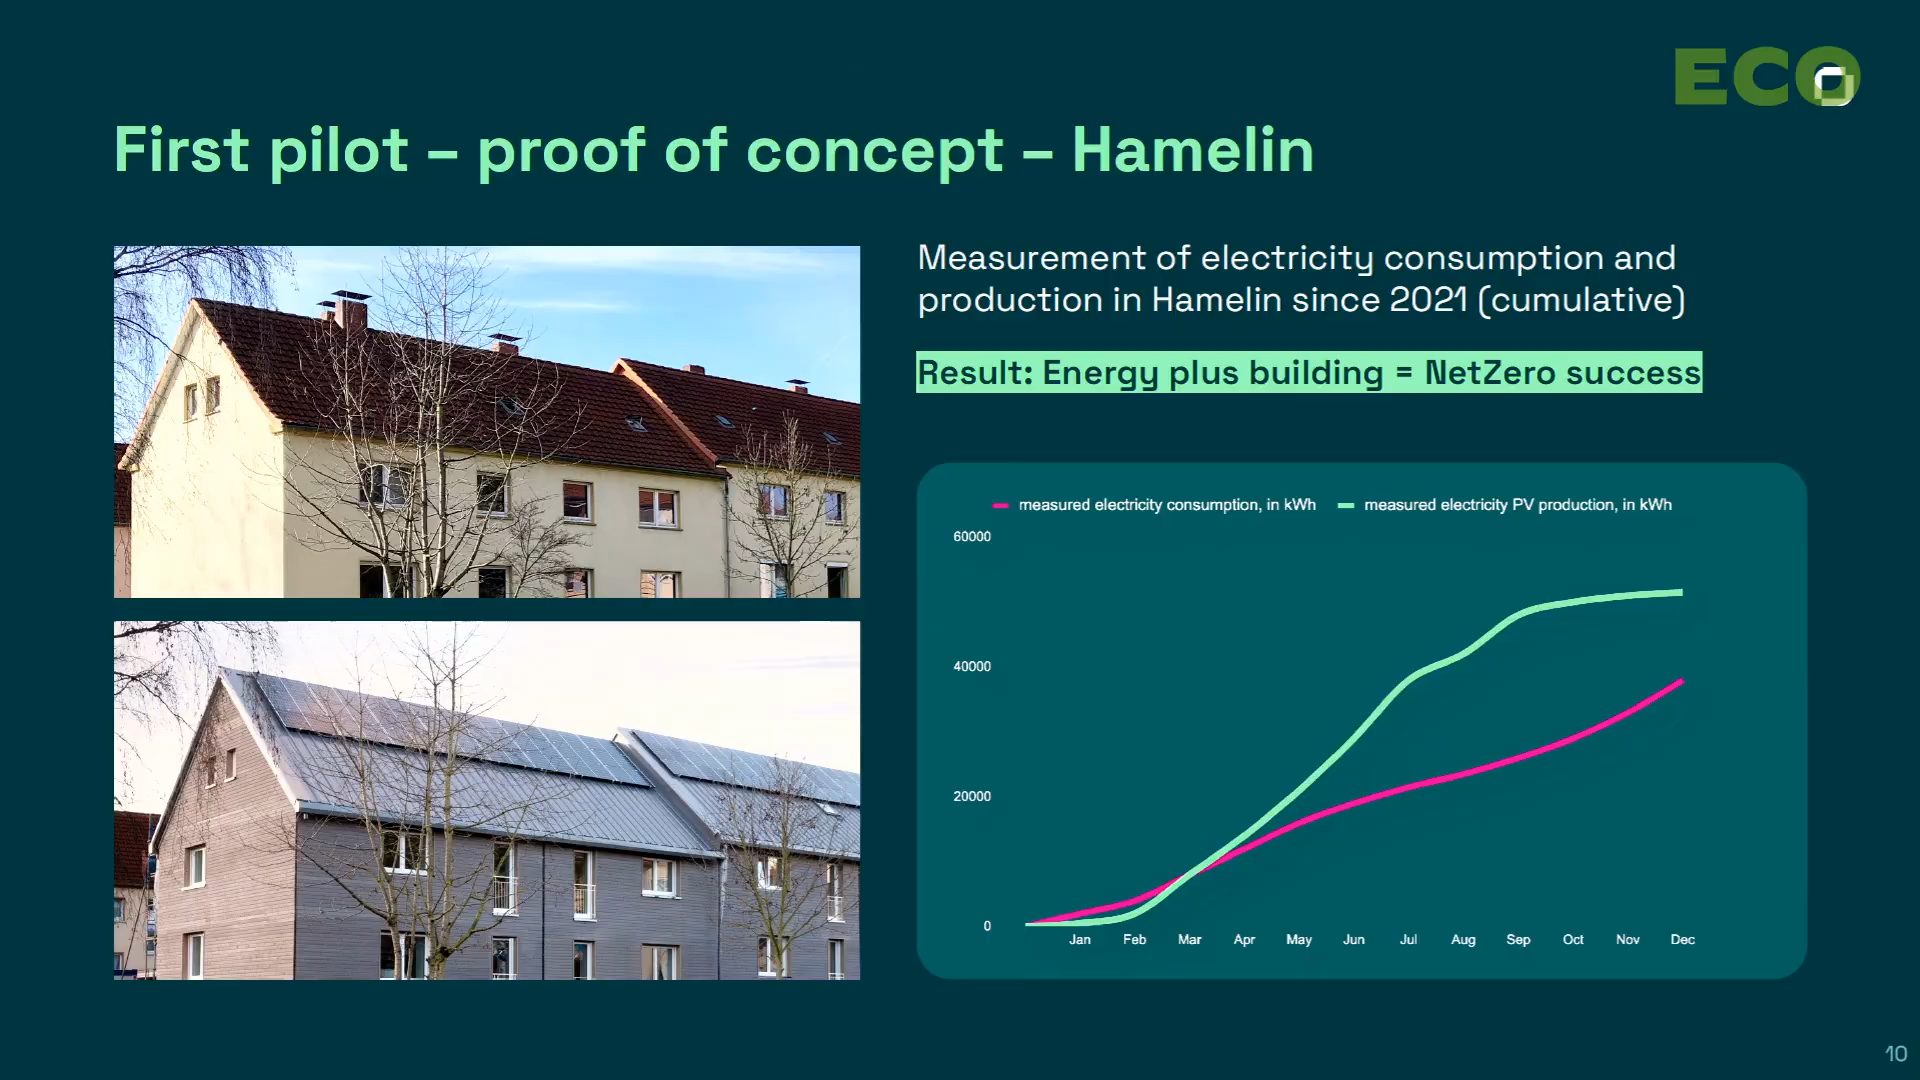 ECO
First pilot – proof of concept – Hamelin
Measurement of electricity consumption and
production in Hamelin since 2021 (cumulative)
Result: Energy plus building = NetZero success
measured electricity consumption, in kWh
measured electricity PV production, in kWh
60000
40000
20000
0
Jan Feb Mar Apr May Jun Jul Aug Sep Oct Nov Dec
10